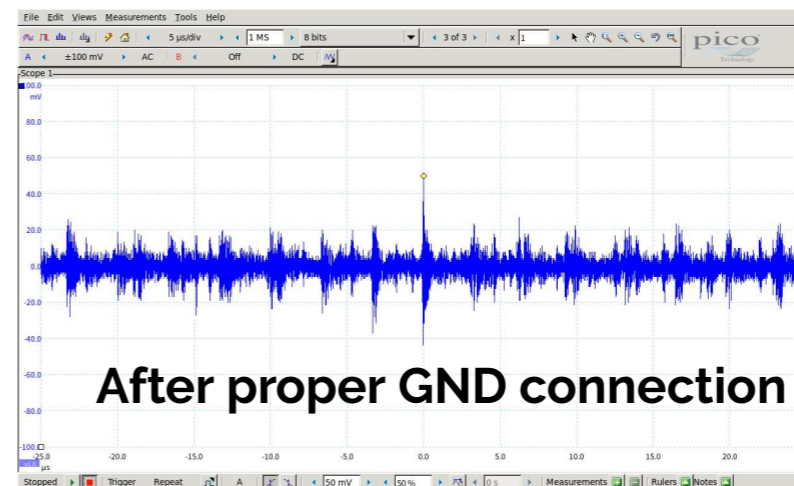 File Edit Views Measurements Tools Help
5 µs/div 1 MS 8 bits 3 of 3 x 1
pico
Technology
A ±100 mV AC B Off DC
Scope 1
100.0
mV
80.0
60.0
40.0
20.0
0.0
-20.0
-40.0
-60.0
-80.0
-100.0
After proper GND connection
-25.0 -20.0 -15.0 -10.0 -5.0 0.0 5.0 10.0 15.0 20.0
x1.0 µs
Stopped Trigger Repeat A 50 mV 50% 0 s Measurements Rulers Notes